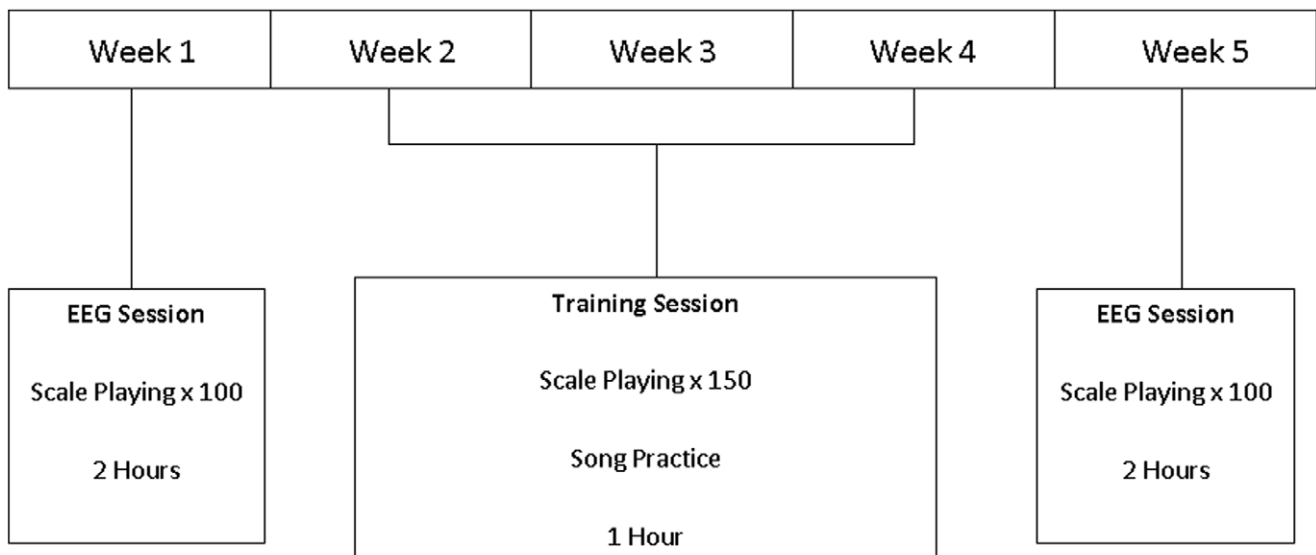 Week 1
Week 2
Week 3
Week 4
Week 5
EEG Session
Scale Playing x 100
2 Hours
Training Session
Scale Playing x 150
Song Practice
1 Hour
EEG Session
Scale Playing x 100
2 Hours